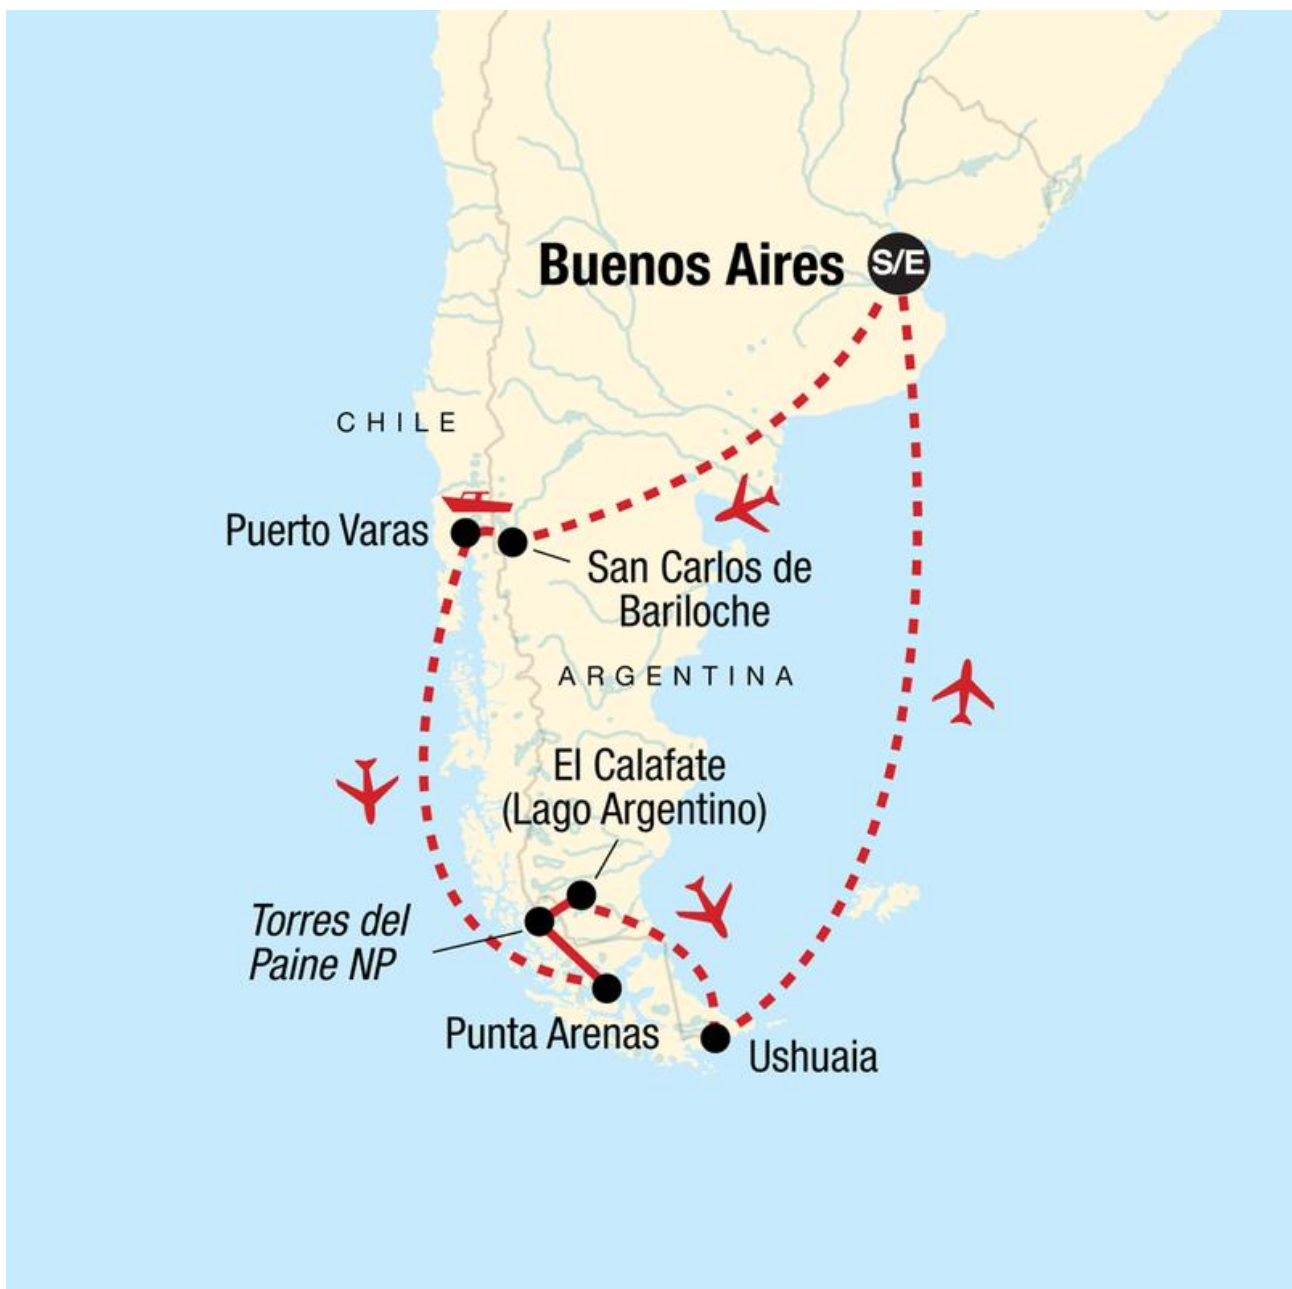 Buenos Aires
S/E
CHILE
Puerto Varas
San Carlos de
Bariloche
ARGENTINA
El Calafate
(Lago Argentino)
Torres del
Paine NP
Punta Arenas
Ushuaia